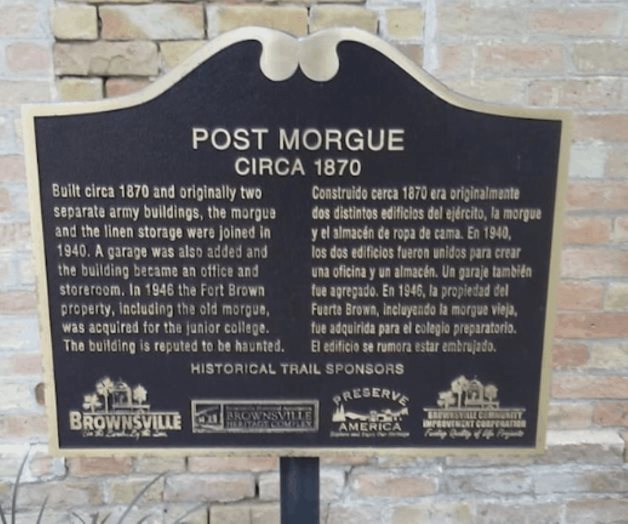 POST MORGUE
CIRCA 1870
Built circa 1870 and originally two
separate army buildings, the morgue
and the linen storage were joined in
1940. A garage was also added and
the building became an office and
storeroom. In 1946 the Fort Brown
property, including the old morgue,
was acquired for the junior college.
The building is reputed to be haunted.
Construido cerca 1870 era originalmente
dos distintos edificios del ejército, la morgue
y el almacén de ropa de cama. En 1940,
los dos edificios fueron unidos para crear
una oficina y un almacén. Un garaje también
fue agregado. En 1946, la propiedad del
Fuerte Brown, incluyendo la morgue vieja,
fue adquirida para el colegio preparatorio.
El edificio se rumora estar embrujado.
HISTORICAL TRAIL SPONSORS
BROWNSVILLE
BROWNSVILLE
HERITAGE COMPLEX
PRESERVE
AMERICA
BROWNSVILLE COMMUNITY
IMPROVEMENT CORPORATION
Funding Quality of Life Projects